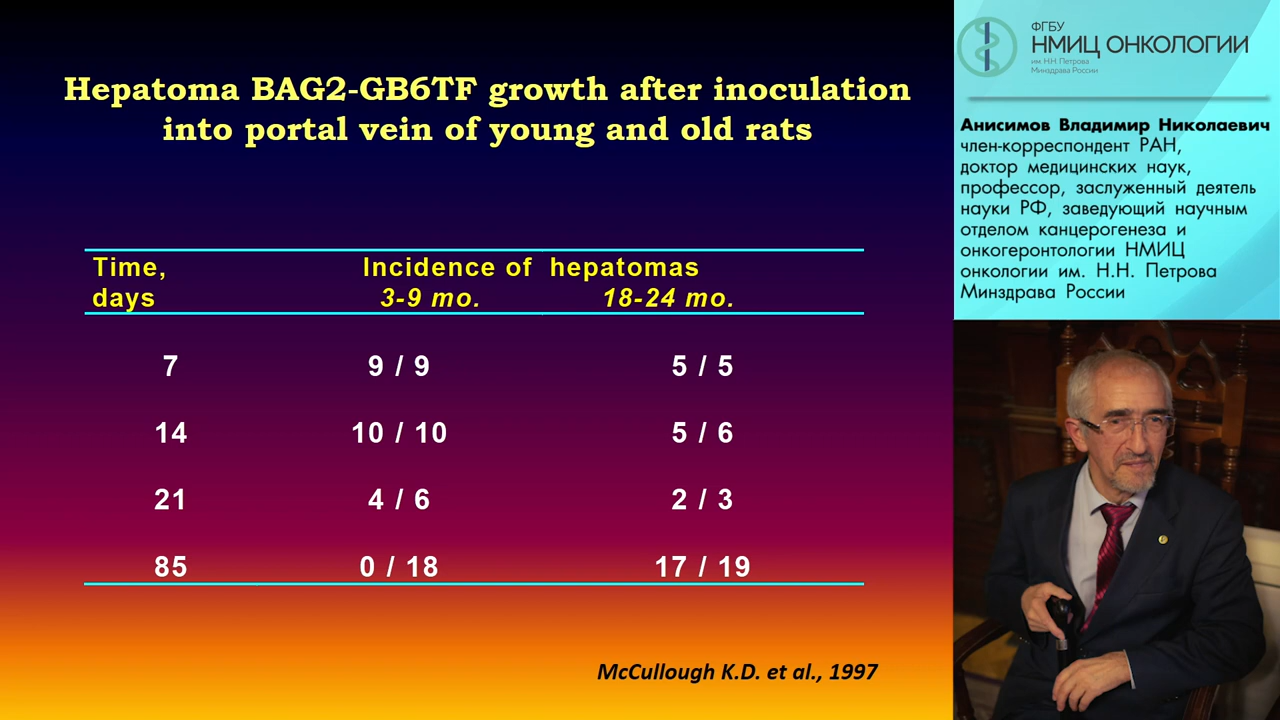 Hepatoma BAG2-GB6TF growth after inoculation
into portal vein of young and old rats
Time, Incidence of hepatomas
days 3-9 mo. 18-24 mo.
7 9 / 9 5 / 5
14 10 / 10 5 / 6
21 4 / 6 2 / 3
85 0 / 18 17 / 19
McCullough K.D. et al., 1997
ФГБУ
НМИЦ ОНКОЛОГИИ
им. Н.Н. Петрова
Минздрава России
Анисимов Владимир Николаевич
член-корреспондент РАН,
доктор медицинских наук,
профессор, заслуженный деятель
науки РФ, заведующий научным
отделом канцерогенеза и
онкогеронтологии НМИЦ
онкологии им. Н.Н. Петрова
Минздрава России